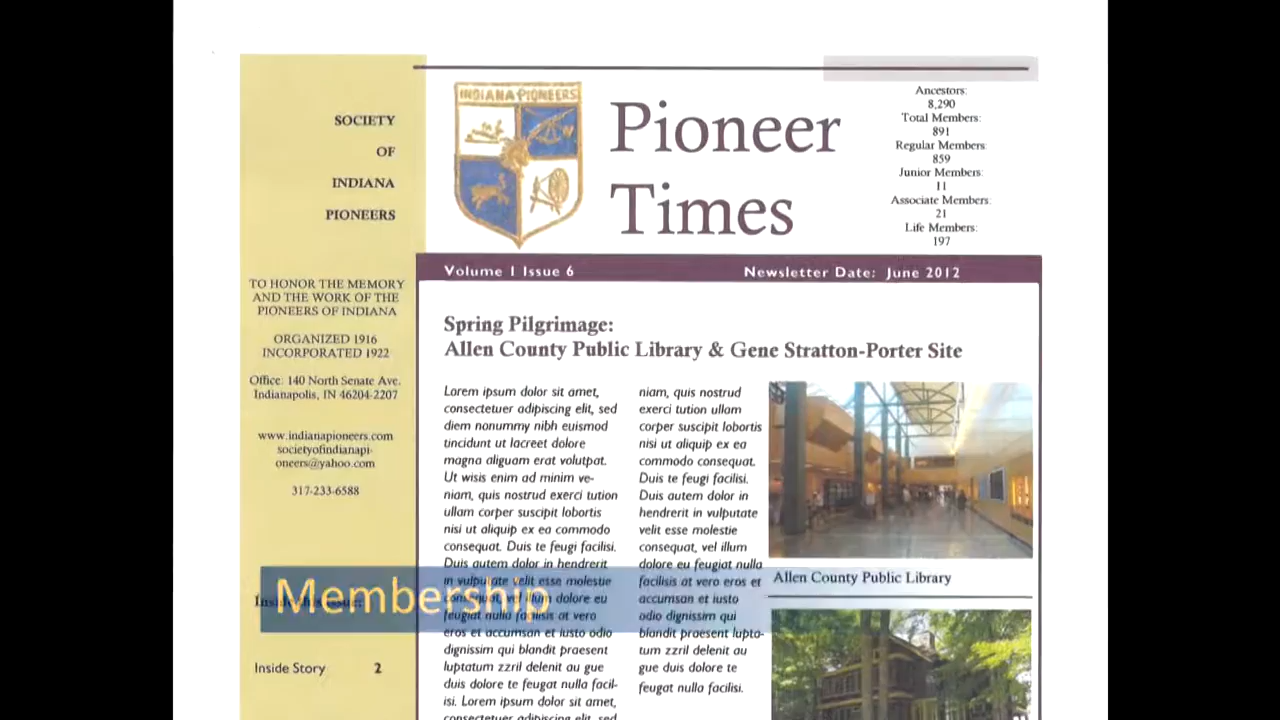 SOCIETY
OF
INDIANA
PIONEERS
TO HONOR THE MEMORY
AND THE WORK OF THE
PIONEERS OF INDIANA
ORGANIZED 1916
INCORPORATED 1922
Office: 140 North Senate Ave.
Indianapolis, IN 46204-2207
www.indianapioneers.com
societyofindianapi-
oneers@yahoo.com
317-233-6588
Inside Story 2
INDIANA PIONEERS
Pioneer
Times
Ancestors:
8,290
Total Members:
891
Regular Members:
859
Junior Members:
11
Associate Members:
21
Life Members:
197
Volume 1 Issue 6 Newsletter Date: June 2012
Spring Pilgrimage:
Allen County Public Library & Gene Stratton-Porter Site
Lorem ipsum dolor sit amet,
consectetuer adipiscing elit, sed
diem nonummy nibh euismod
tincidunt ut lacreet dolore
magna aliguam erat volutpat.
Ut wisis enim ad minim ve-
niam, quis nostrud exerci tution
ullam corper suscipit lobortis
nisi ut aliquip ex ea commodo
consequat. Duis te feugi facilisi.
Duis autem dolor in hendrerit
in vulputate velit esse molestie
consequat, vel illum dolore eu
feugiat nulla facilisis at vero
eros et accumsan et iusto odio
dignissim qui blandit praesent
luptatum zzril delenit au gue
duis dolore te feugat nulla facil-
isi. Lorem ipsum dolor sit amet,
consectetuer adipiscing elit, sed
niam, quis nostrud
exerci tution ullam
corper suscipit lobortis
nisi ut aliquip ex ea
commodo consequat.
Duis te feugi facilisi.
Duis autem dolor in
hendrerit in vulputate
velit esse molestie
consequat, vel illum
dolore eu feugiat nulla
facilisis at vero eros et
accumsan et iusto
odio dignissim qui
blandit praesent lupta-
tum zzril delenit au
gue duis dolore te
feugat nulla facilisi.
Allen County Public Library
Membership